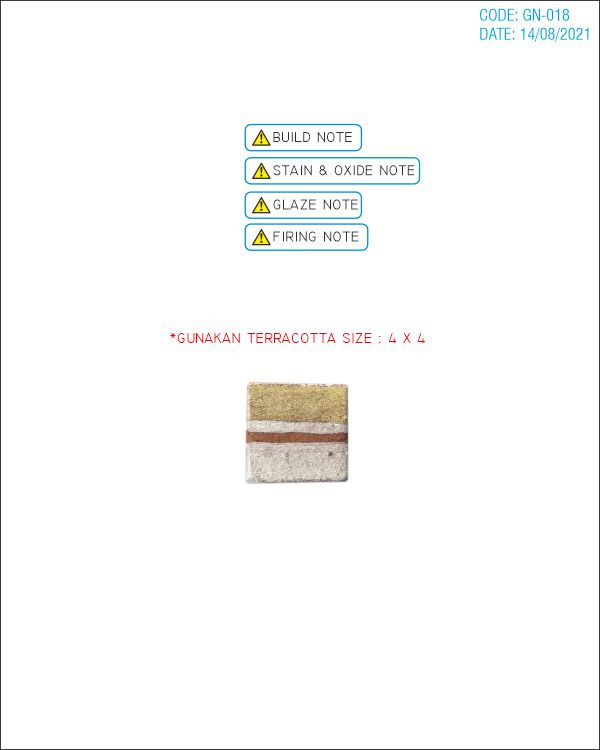 CODE: GN-018
DATE: 14/08/2021
BUILD NOTE
STAIN & OXIDE NOTE
GLAZE NOTE
FIRING NOTE
*GUNAKAN TERRACOTTA SIZE : 4 X 4